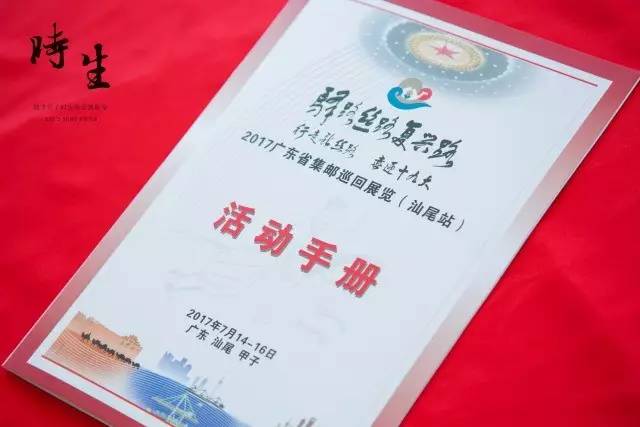 時生
驿路丝路复兴路
行走新丝路 喜迎十九大
2017广东省集邮巡回展览（汕尾站）
活动手册
2017年7月14-16日
广东 汕尾 甲子